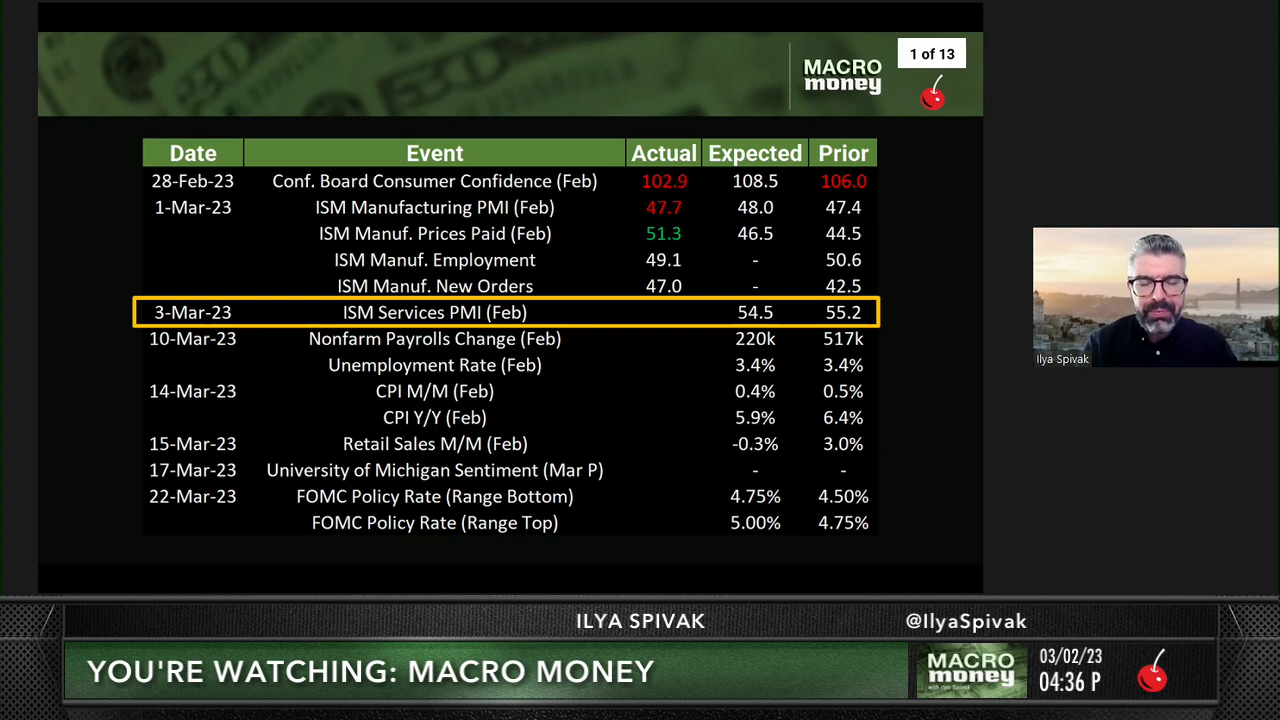 MACRO
money
1 of 13
Date Event Actual Expected Prior
28-Feb-23 Conf. Board Consumer Confidence (Feb) 102.9 108.5 106.0
1-Mar-23 ISM Manufacturing PMI (Feb) 47.7 48.0 47.4
ISM Manuf. Prices Paid (Feb) 51.3 46.5 44.5
ISM Manuf. Employment 49.1 - 50.6
ISM Manuf. New Orders 47.0 - 42.5
3-Mar-23 ISM Services PMI (Feb) 54.5 55.2
10-Mar-23 Nonfarm Payrolls Change (Feb) 220k 517k
Unemployment Rate (Feb) 3.4% 3.4%
14-Mar-23 CPI M/M (Feb) 0.4% 0.5%
CPI Y/Y (Feb) 5.9% 6.4%
15-Mar-23 Retail Sales M/M (Feb) -0.3% 3.0%
17-Mar-23 University of Michigan Sentiment (Mar P) - -
22-Mar-23 FOMC Policy Rate (Range Bottom) 4.75% 4.50%
FOMC Policy Rate (Range Top) 5.00% 4.75%
Ilya Spivak
ILYA SPIVAK @IlyaSpivak
YOU'RE WATCHING: MACRO MONEY
MACRO
money
with Ilya Spivak
03/02/23
04:36 P